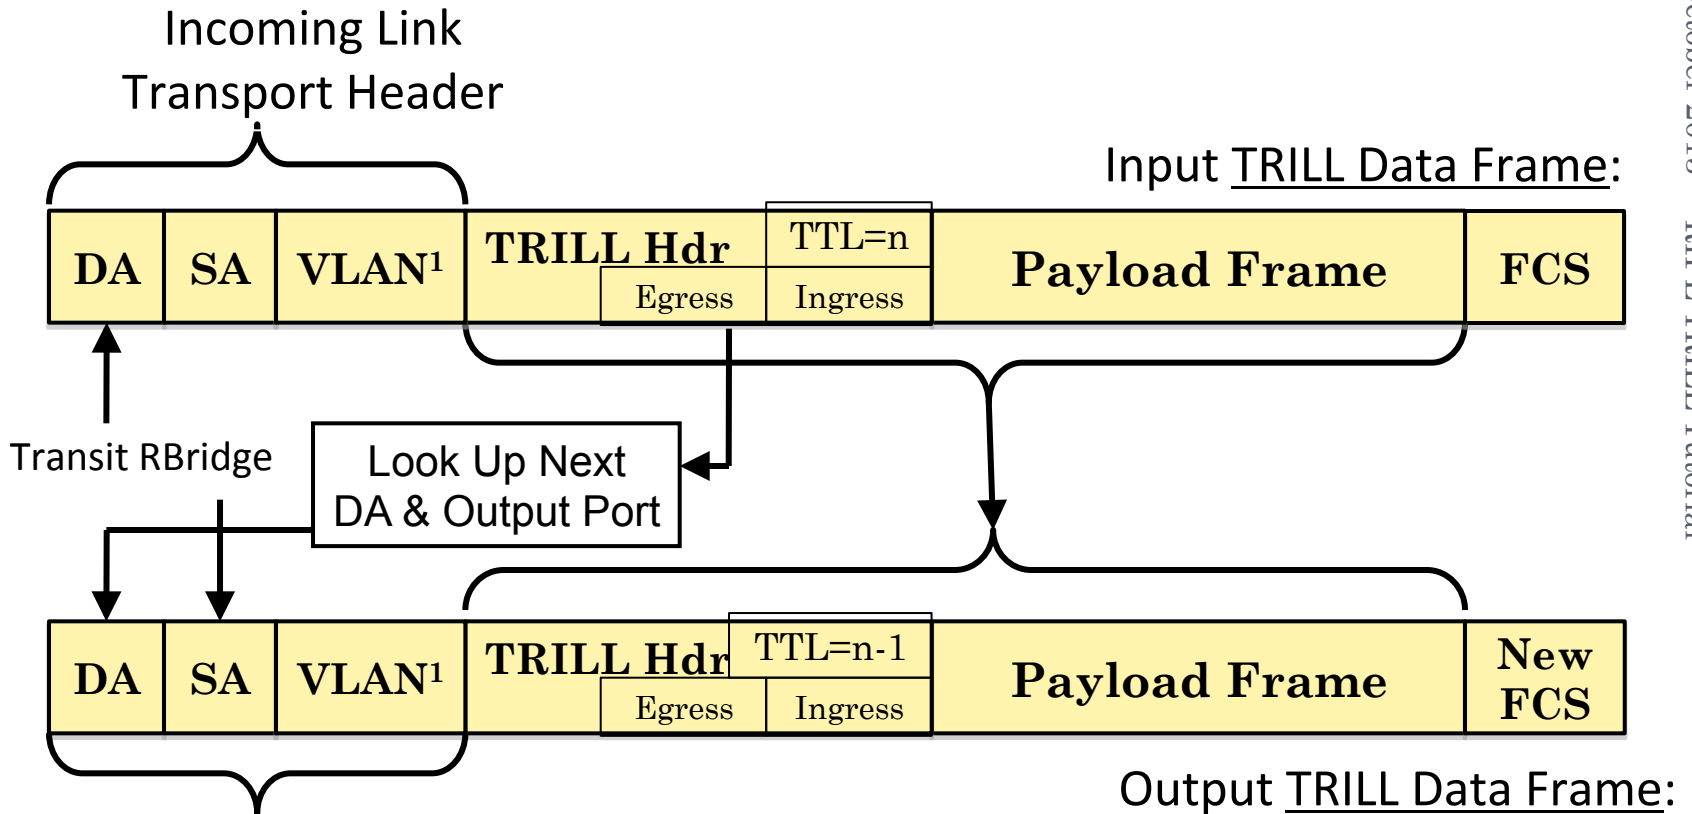 Incoming Link
Transport Header
Input TRILL Data Frame:
DA SA VLAN¹ TRILL Hdr TTL=n Payload Frame FCS
Egress Ingress
Transit RBridge
Look Up Next
DA & Output Port
DA SA VLAN¹ TRILL Hdr TTL=n-1 Payload Frame New
FCS
Egress Ingress
Output TRILL Data Frame: